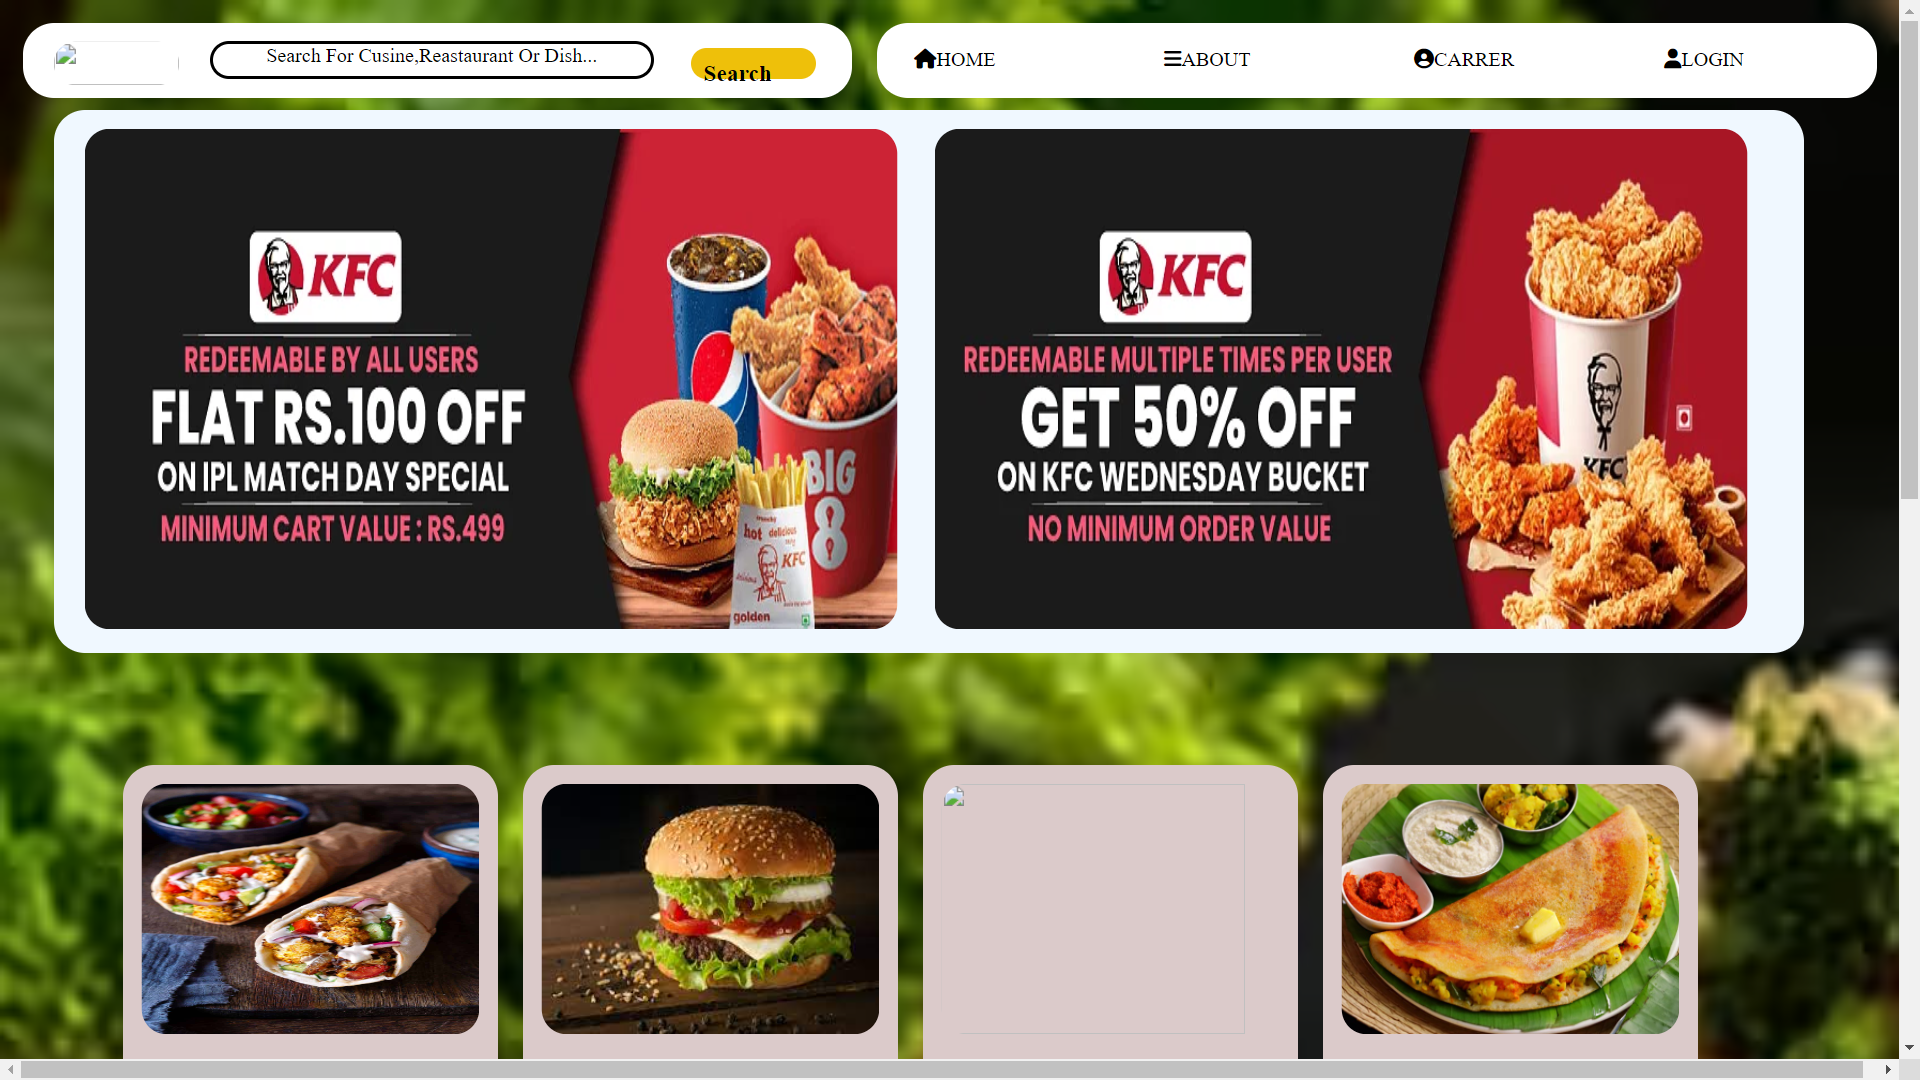 Search For Cusine,Reastaurant Or Dish...
Search
HOME
ABOUT
CARRER
LOGIN
KFC
REDEEMABLE BY ALL USERS
FLAT RS.100 OFF
ON IPL MATCH DAY SPECIAL
MINIMUM CART VALUE : RS.499
BIG
8
hot delicious
KFC
golden
KFC
REDEEMABLE MULTIPLE TIMES PER USER
GET 50% OFF
ON KFC WEDNESDAY BUCKET
NO MINIMUM ORDER VALUE
KFC